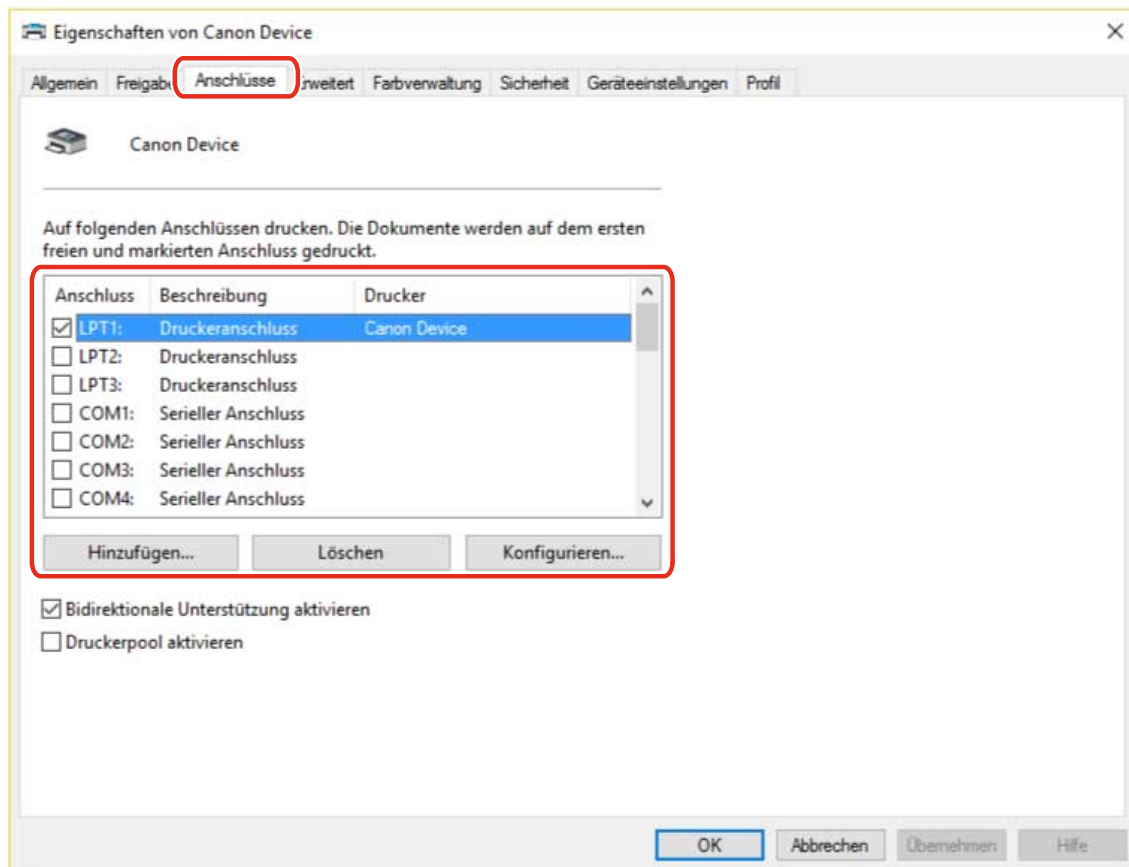 Eigenschaften von Canon Device
Allgemein Freigabe Anschlüsse Erweitert Farbverwaltung Sicherheit Geräteeinstellungen Profil
Canon Device
Auf folgenden Anschlüssen drucken. Die Dokumente werden auf dem ersten
freien und markierten Anschluss gedruckt.
Anschluss Beschreibung Drucker
LPT1: Druckeranschluss Canon Device
LPT2: Druckeranschluss
LPT3: Druckeranschluss
COM1: Serieller Anschluss
COM2: Serieller Anschluss
COM3: Serieller Anschluss
COM4: Serieller Anschluss
Hinzufügen... Löschen Konfigurieren...
Bidirektionale Unterstützung aktivieren
Druckerpool aktivieren
OK Abbrechen Übernehmen Hilfe